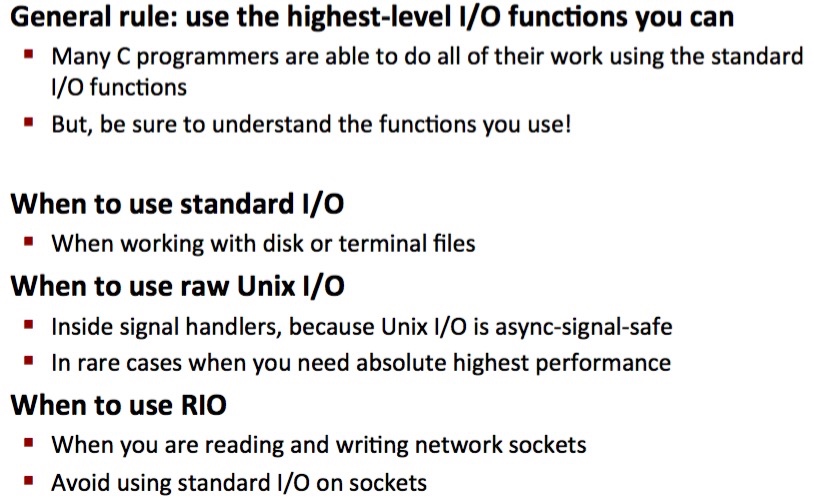 General rule: use the highest-level I/O functions you can
▪ Many C programmers are able to do all of their work using the standard
I/O functions
▪ But, be sure to understand the functions you use!
When to use standard I/O
▪ When working with disk or terminal files
When to use raw Unix I/O
▪ Inside signal handlers, because Unix I/O is async-signal-safe
▪ In rare cases when you need absolute highest performance
When to use RIO
▪ When you are reading and writing network sockets
▪ Avoid using standard I/O on sockets